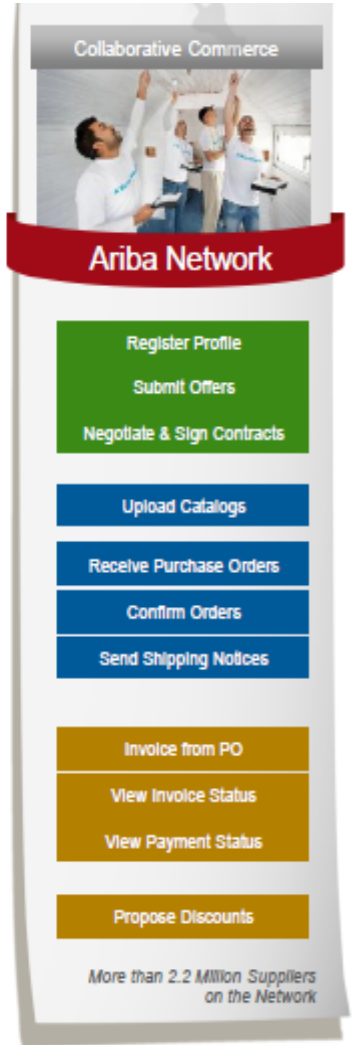 Collaborative Commerce
Ariba Network
Register Profile
Submit Offers
Negotiate & Sign Contracts
Upload Catalogs
Receive Purchase Orders
Confirm Orders
Send Shipping Notices
Invoice from PO
View Invoice Status
View Payment Status
Propose Discounts
More than 2.2 Million Suppliers
on the Network